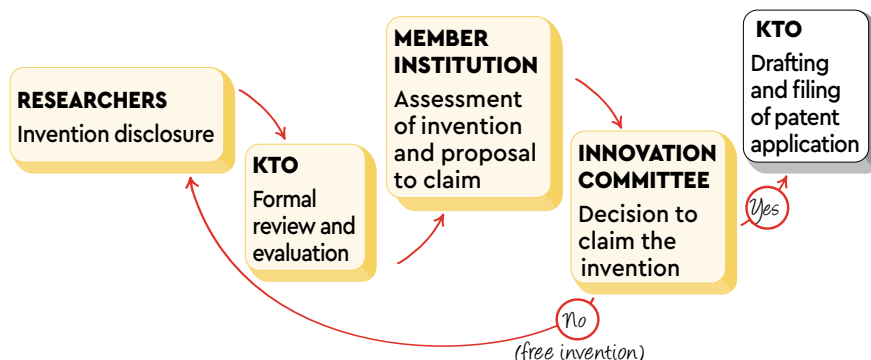 RESEARCHERS
Invention disclosure
KTO
Formal
review and
evaluation
MEMBER
INSTITUTION
Assessment
of invention
and proposal
to claim
INNOVATION
COMMITTEE
Decision to
claim the
invention
KTO
Drafting
and filing
of patent
application
Yes
No
(free invention)